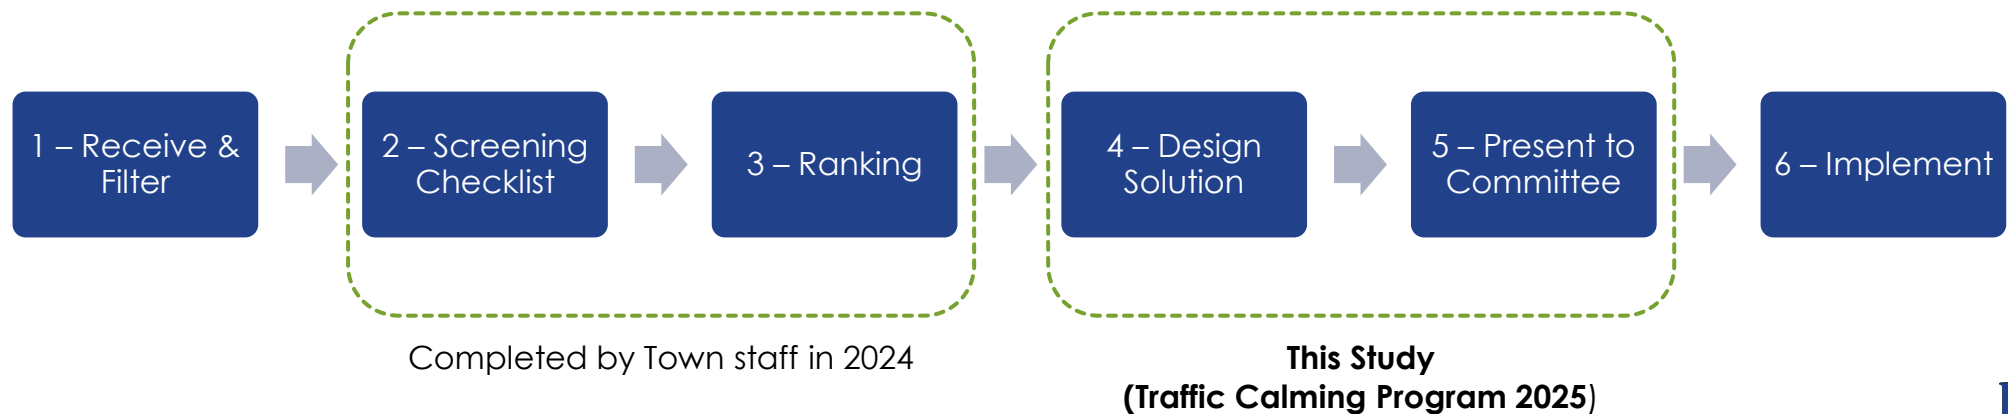 1 – Receive &
Filter
2 – Screening
Checklist
3 – Ranking
4 – Design
Solution
5 – Present to
Committee
6 – Implement
Completed by Town staff in 2024
This Study
(Traffic Calming Program 2025)